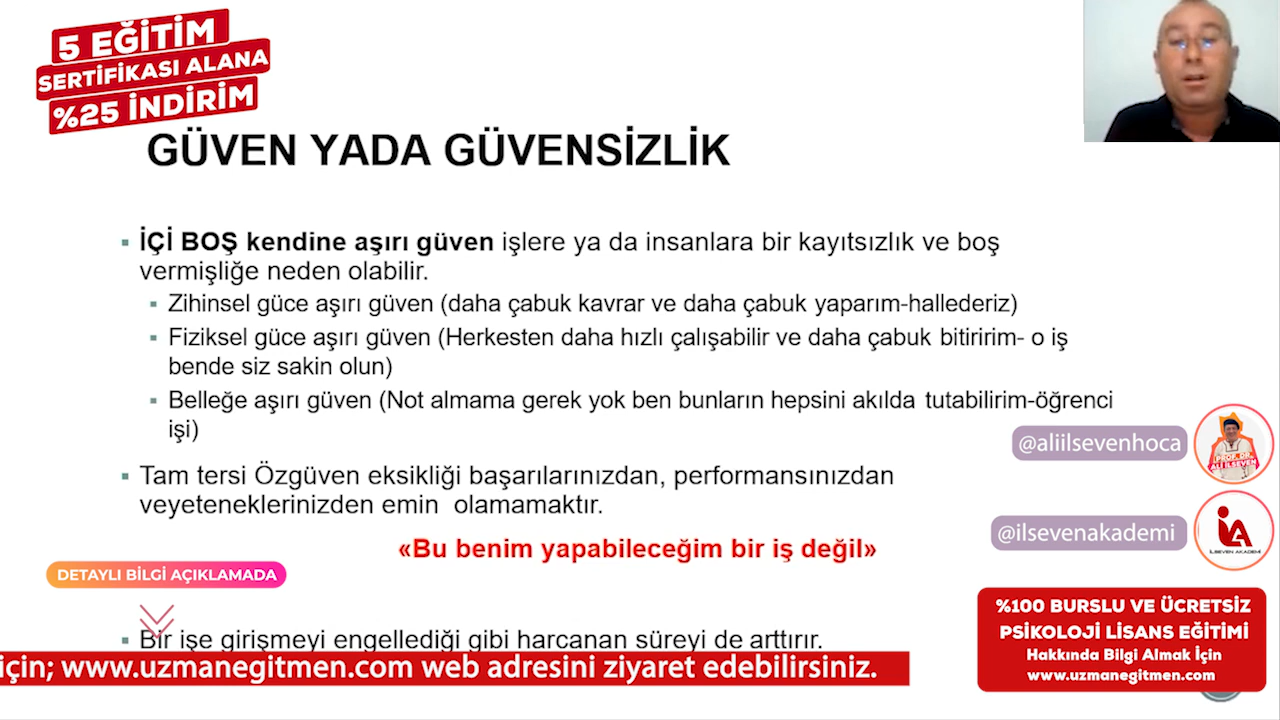 5 EĞİTİM
SERTİFİKASI ALANA
%25 İNDİRİM
GÜVEN YADA GÜVENSİZLİK
İÇİ BOŞ kendine aşırı güven işlere ya da insanlara bir kayıtsızlık ve boş
vermişliğe neden olabilir.
Zihinsel güce aşırı güven (daha çabuk kavrar ve daha çabuk yaparım-hallederiz)
Fiziksel güce aşırı güven (Herkesten daha hızlı çalışabilir ve daha çabuk bitiririm- o iş
bende siz sakin olun)
Belleğe aşırı güven (Not almama gerek yok ben bunların hepsini akılda tutabilirim-öğrenci
işi)
@aliilsevenhoca
PROF. DR.
ALİ İLSEVEN
Tam tersi Özgüven eksikliği başarılarınızdan, performansınızdan
veyeteneklerinizden emin olamamaktır.
@ilsevenakademi
İLSEVEN AKADEMİ
«Bu benim yapabileceğim bir iş değil»
DETAYLI BİLGİ AÇIKLAMADA
Bir işe girişmeyi engellediği gibi harcanan süreyi de arttırır.
için; www.uzmanegitmen.com web adresini ziyaret edebilirsiniz.
%100 BURSLU VE ÜCRETSİZ
PSİKOLOJİ LİSANS EĞİTİMİ
Hakkında Bilgi Almak İçin
www.uzmanegitmen.com